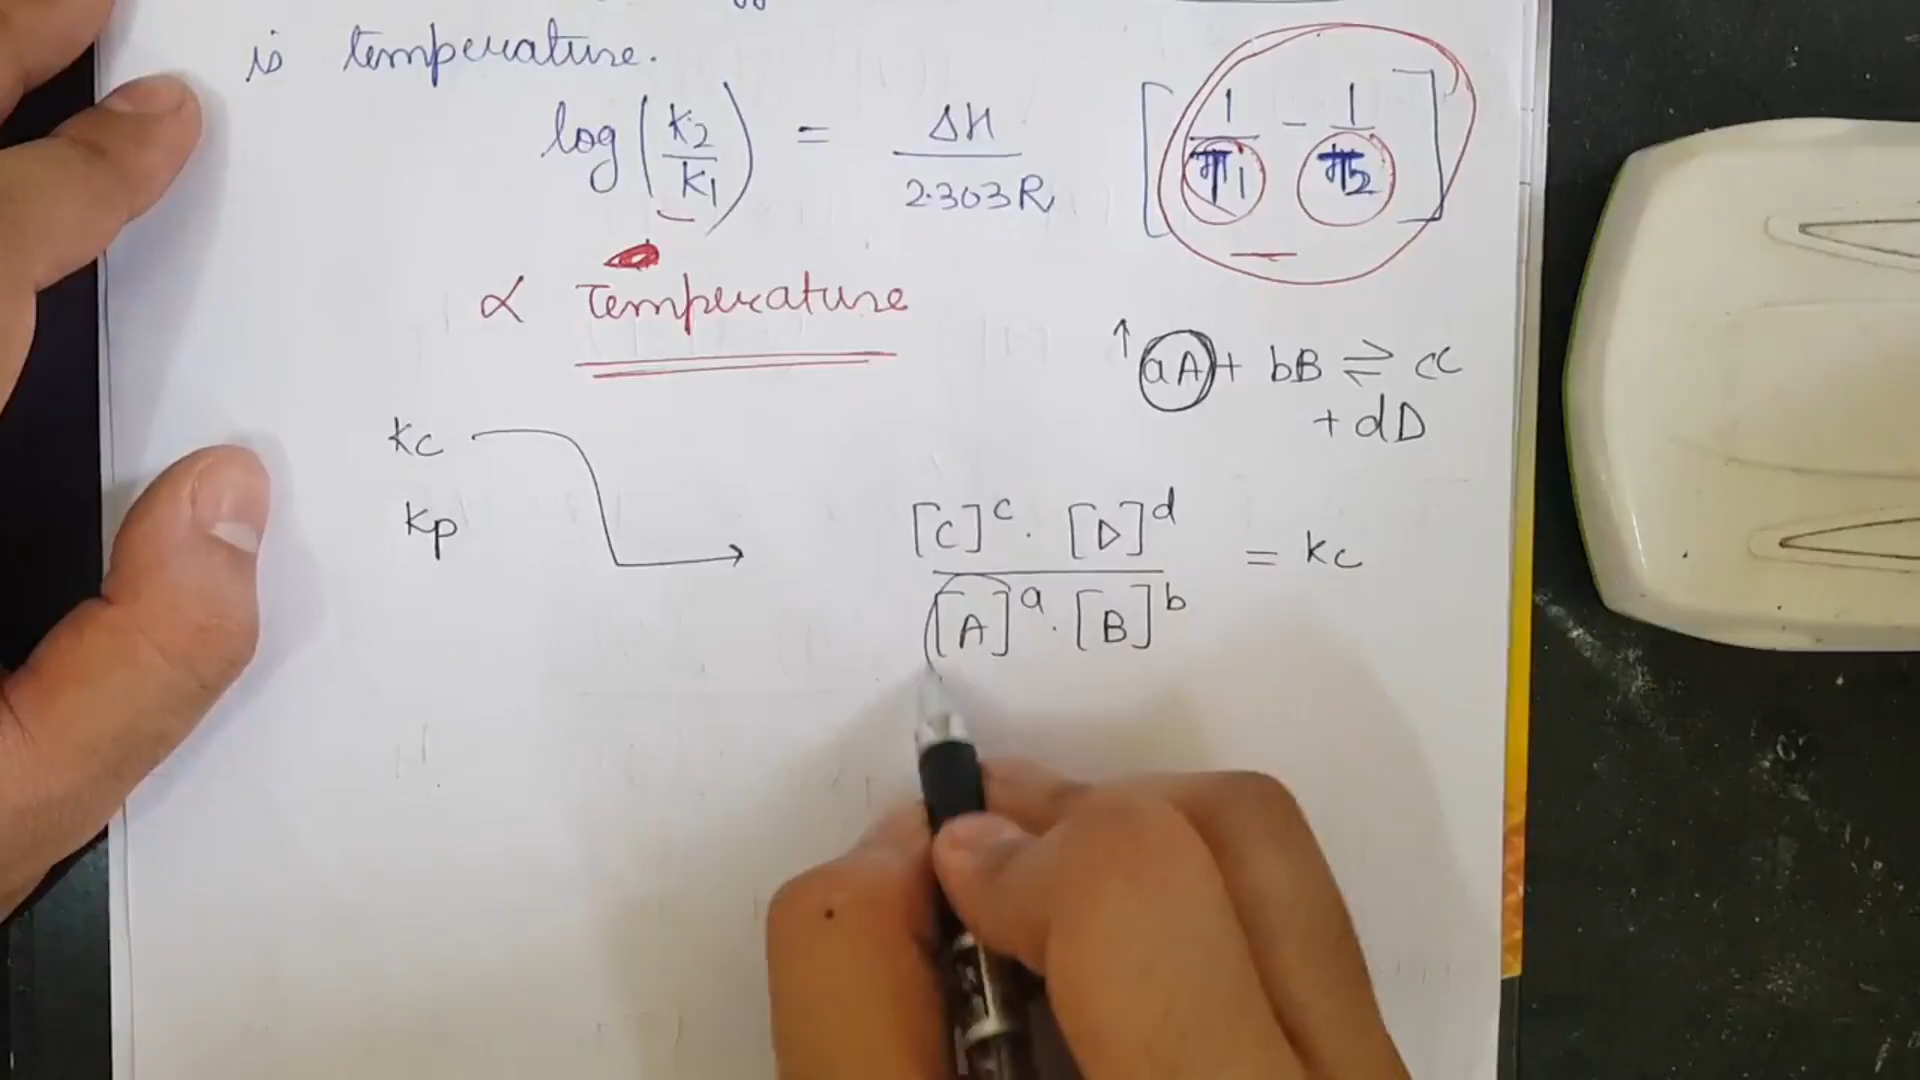 is temperature.
log(k2/k1) = ΔH/2.303R [1/T1 - 1/T2]
∝ Temperature
↑ aA + bB ⇌ cC
+ dD
kc
kp
[C]^c · [D]^d / [A]^a · [B]^b = kc